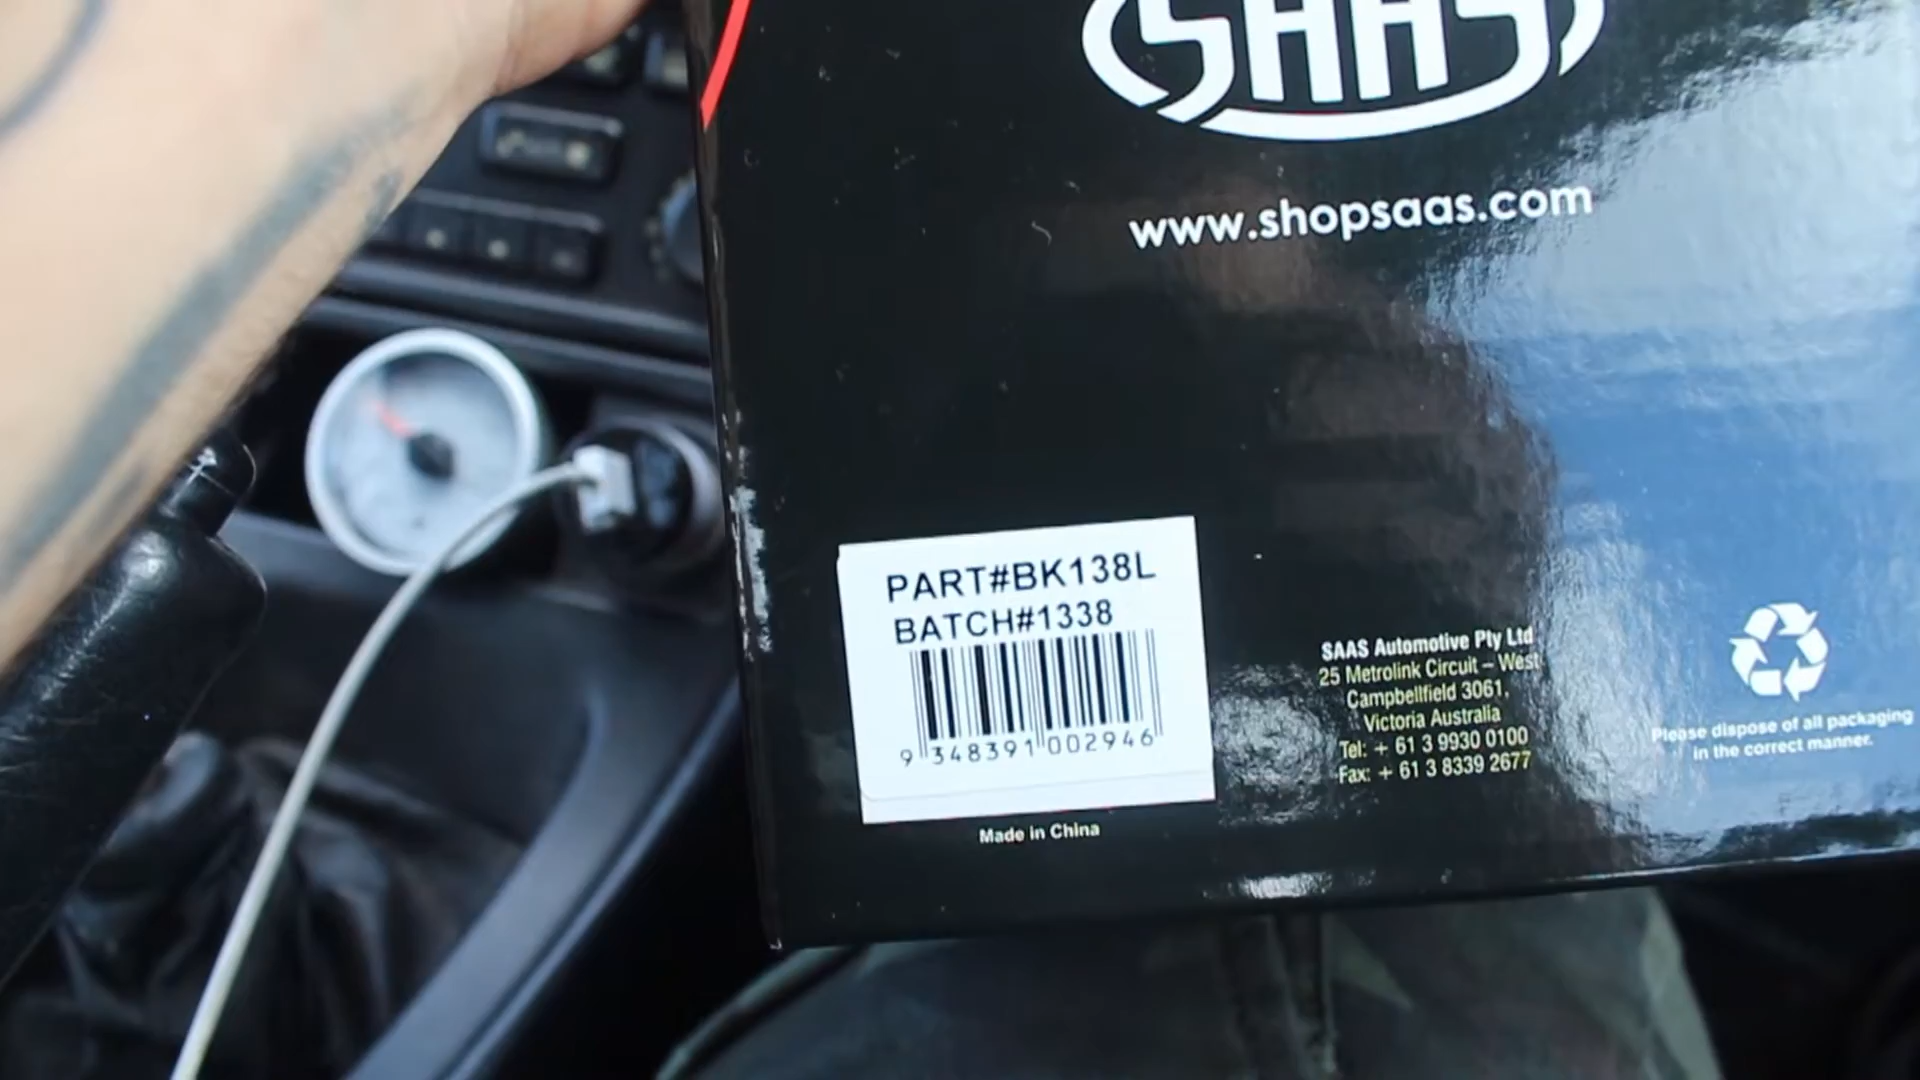 SAAS
www.shopsaas.com
PART#BK138L
BATCH#1338
9 348391 002946
Made in China
SAAS Automotive Pty Ltd
25 Metrolink Circuit – West
Campbellfield 3061,
Victoria Australia
Tel: + 61 3 9930 0100
Fax: + 61 3 8339 2677
Please dispose of all packaging
in the correct manner.